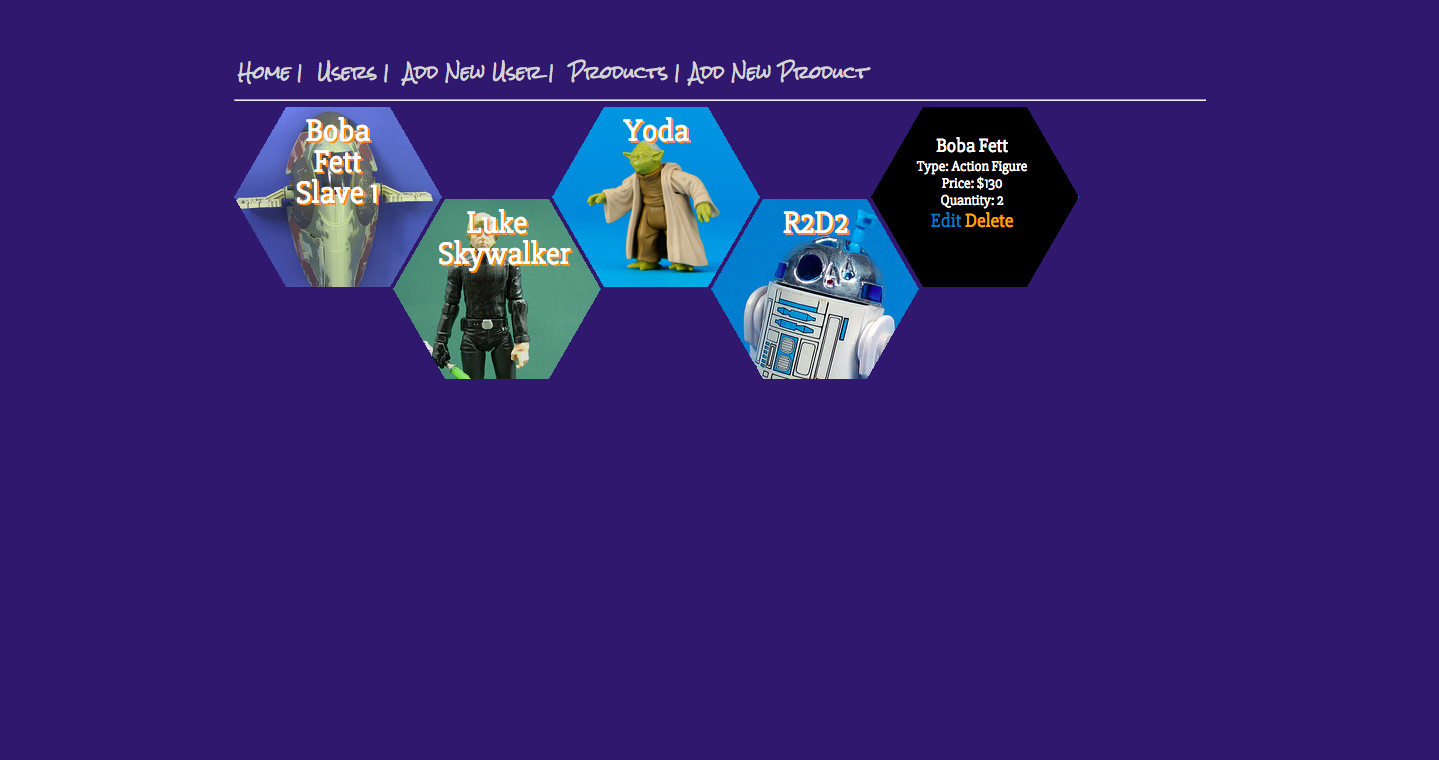 Home | Users | Add New User | Products | Add New Product
Boba
Fett
Slave 1
Luke
Skywalker
Yoda
R2D2
Boba Fett
Type: Action Figure
Price: $130
Quantity: 2
Edit Delete